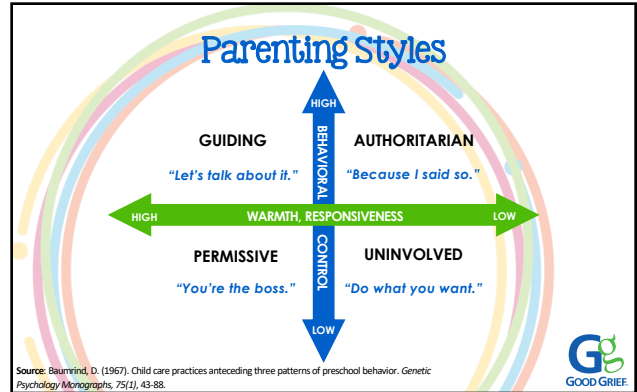 Parenting Styles
HIGH
GUIDING
AUTHORITARIAN
"Let's talk about it."
"Because I said so."
BEHAVIORAL
HIGH
WARMTH, RESPONSIVENESS
LOW
CONTROL
PERMISSIVE
UNINVOLVED
"You're the boss."
"Do what you want."
LOW
Source: Baumrind, D. (1967). Child care practices anteceding three patterns of preschool behavior. Genetic
Psychology Monographs, 75(1), 43-88.
Gg
GOOD GRIEF